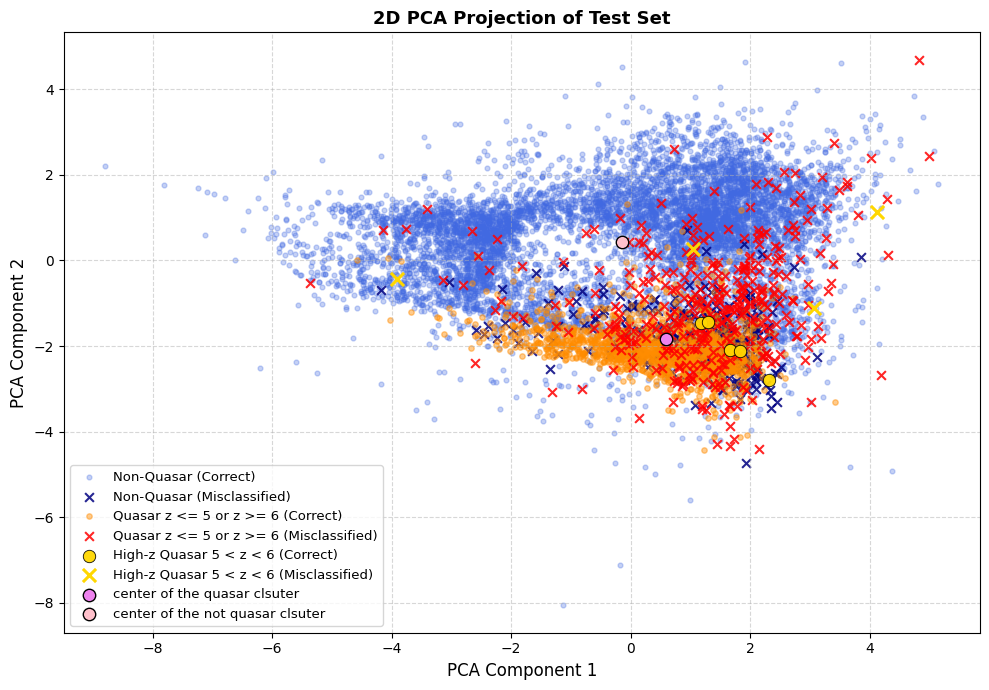 2D PCA Projection of Test Set
PCA Component 2
4
2
0
−2
−4
−6
−8
Non-Quasar (Correct)
Non-Quasar (Misclassified)
Quasar z <= 5 or z >= 6 (Correct)
Quasar z <= 5 or z >= 6 (Misclassified)
High-z Quasar 5 < z < 6 (Correct)
High-z Quasar 5 < z < 6 (Misclassified)
center of the quasar clsuter
center of the not quasar clsuter
−8 −6 −4 −2 0 2 4
PCA Component 1